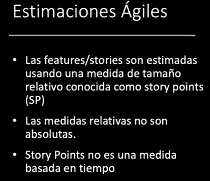 Estimaciones Ágiles
• Las features/stories son estimadas
usando una medida de tamaño
relativo conocida como story points
(SP)
• Las medidas relativas no son
absolutas.
• Story Points no es una medida
basada en tiempo